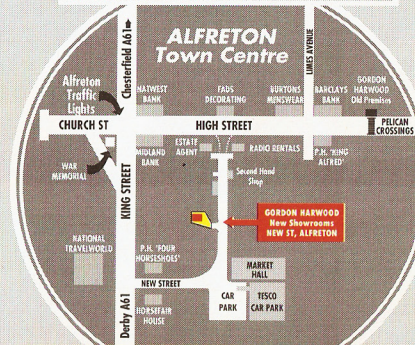 ALFRETON
Town Centre
Chesterfield A61
LIMES AVENUE
Alfreton
Traffic
Lights
NATWEST
BANK
FADS
DECORATING
BURTONS
MENSWEAR
BARCLAYS
BANK
GORDON
HARWOOD
Old Premises
CHURCH ST
HIGH STREET
PELICAN
CROSSINGS
WAR
MEMORIAL
KING STREET
MIDLAND
BANK
ESTATE
AGENT
RADIO RENTALS
P.H. 'KING
ALFRED'
Second Hand
Shop
GORDON HARWOOD
New Showrooms
NEW ST, ALFRETON
NATIONAL
TRAVELWORLD
P.H. 'FOUR
HORSESHOES'
NEW STREET
MARKET
HALL
Derby A61
HORSEFAIR
HOUSE
CAR
PARK
TESCO
CAR PARK